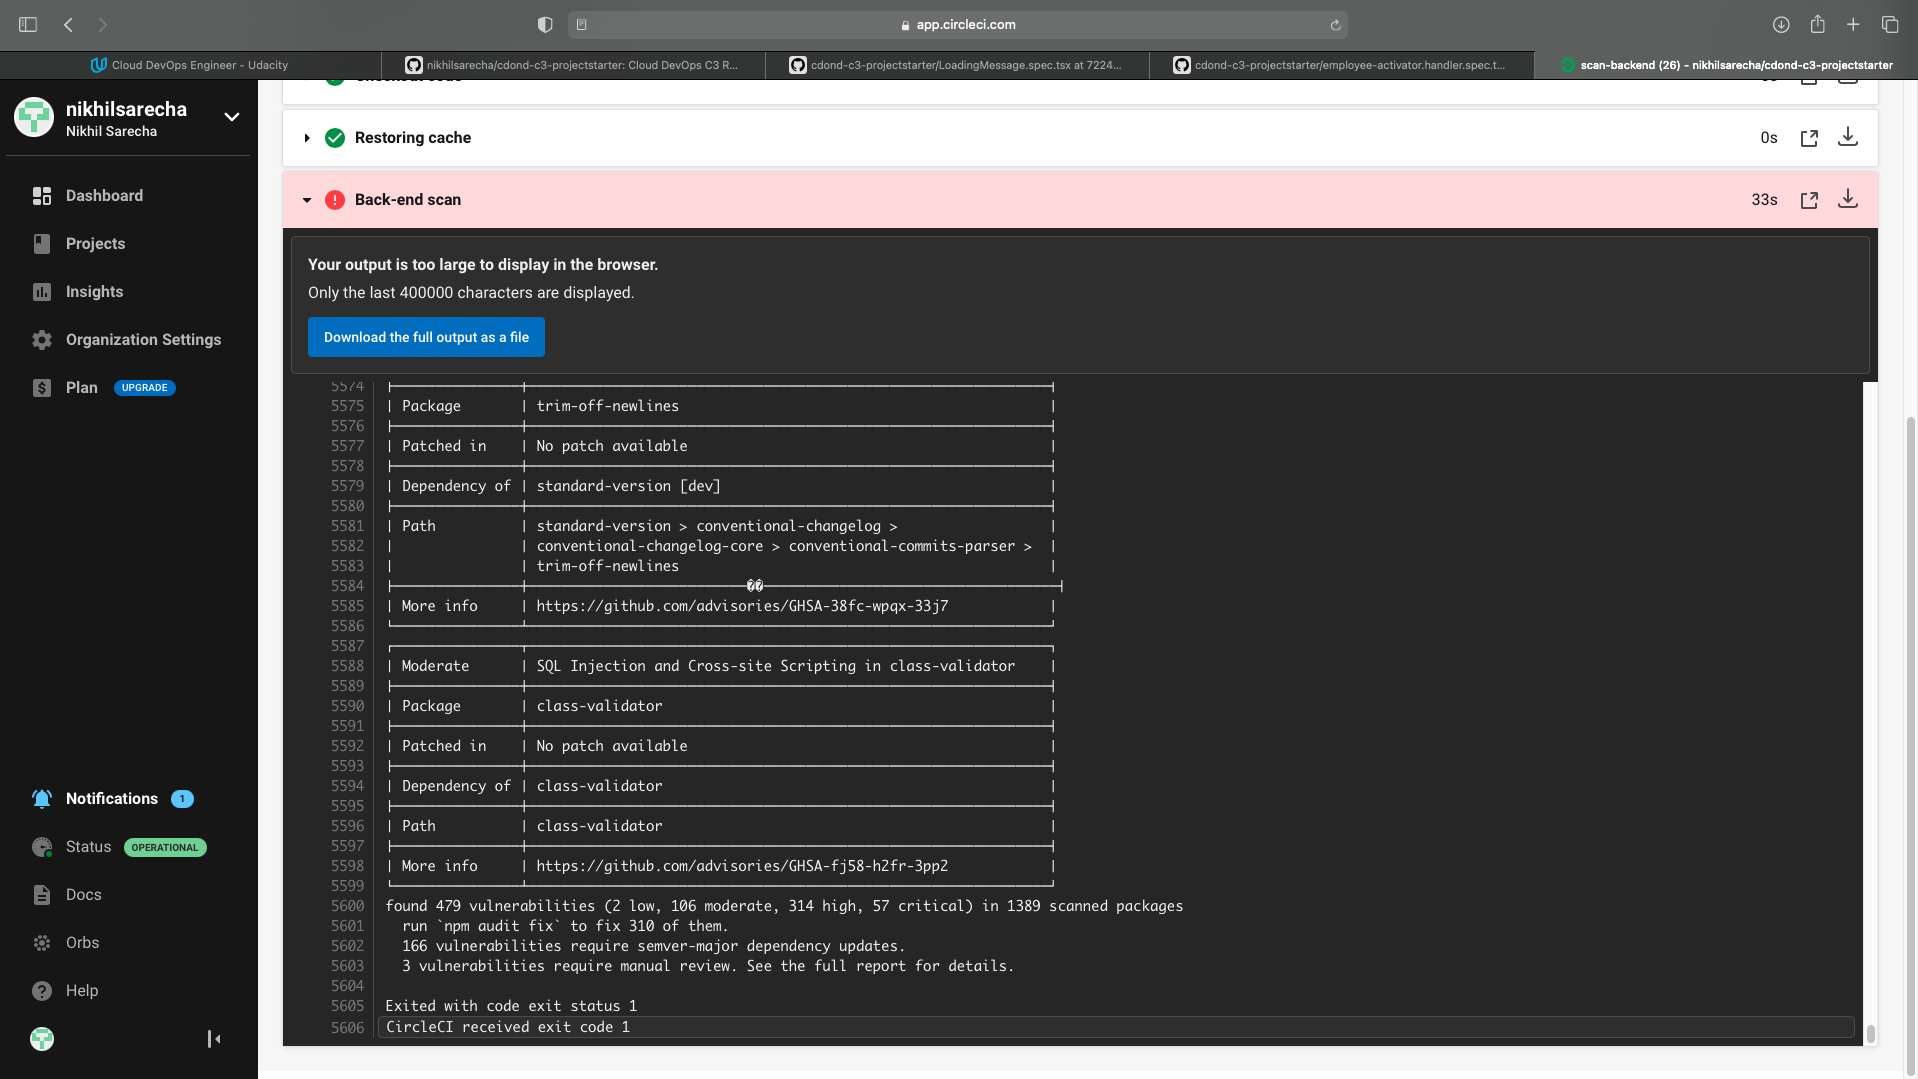 app.circleci.com
Cloud DevOps Engineer - Udacity
nikhilsarecha/cdond-c3-projectstarter: Cloud DevOps C3 R...
cdond-c3-projectstarter/LoadingMessage.spec.tsx at 7224...
cdond-c3-projectstarter/employee-activator.handler.spec.t...
scan-backend (26) - nikhilsarecha/cdond-c3-projectstarter
nikhilsarecha
Nikhil Sarecha
Dashboard
Projects
Insights
Organization Settings
Plan UPGRADE
Notifications 1
Status OPERATIONAL
Docs
Orbs
Help
Restoring cache 0s
Back-end scan 33s
Your output is too large to display in the browser.
Only the last 400000 characters are displayed.
Download the full output as a file
5574
5575 | Package | trim-off-newlines |
5576
5577 | Patched in | No patch available |
5578
5579 | Dependency of | standard-version [dev] |
5580
5581 | Path | standard-version > conventional-changelog > |
5582 | | conventional-changelog-core > conventional-commits-parser > |
5583 | | trim-off-newlines |
5584 ��
5585 | More info | https://github.com/advisories/GHSA-38fc-wpqx-33j7 |
5586
5587
5588 | Moderate | SQL Injection and Cross-site Scripting in class-validator |
5589
5590 | Package | class-validator |
5591
5592 | Patched in | No patch available |
5593
5594 | Dependency of | class-validator |
5595
5596 | Path | class-validator |
5597
5598 | More info | https://github.com/advisories/GHSA-fj58-h2fr-3pp2 |
5599
5600 found 479 vulnerabilities (2 low, 106 moderate, 314 high, 57 critical) in 1389 scanned packages
5601 run `npm audit fix` to fix 310 of them.
5602 166 vulnerabilities require semver-major dependency updates.
5603 3 vulnerabilities require manual review. See the full report for details.
5604
5605 Exited with code exit status 1
5606 CircleCI received exit code 1